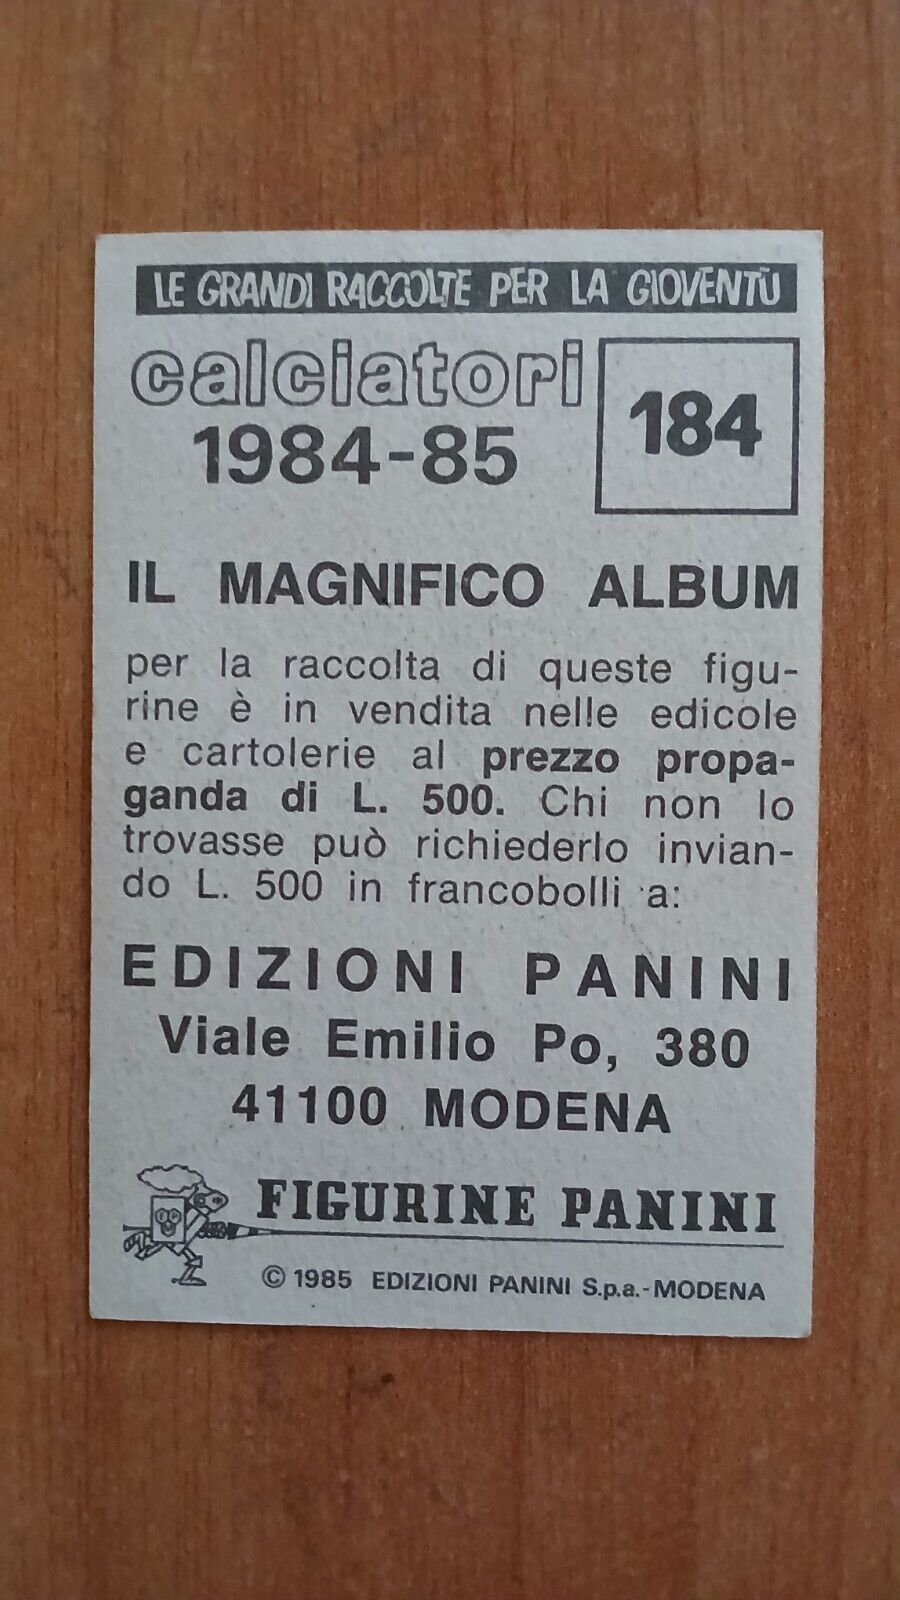 LE GRANDI RACCOLTE PER LA GIOVENTÙ
calciatori
1984-85
184
IL MAGNIFICO ALBUM
per la raccolta di queste figu-
rine è in vendita nelle edicole
e cartolerie al prezzo propa-
ganda di L. 500. Chi non lo
trovasse può richiederlo invian-
do L. 500 in francobolli a:
EDIZIONI PANINI
Viale Emilio Po, 380
41100 MODENA
FIGURINE PANINI
© 1985 EDIZIONI PANINI S.p.a.-MODENA